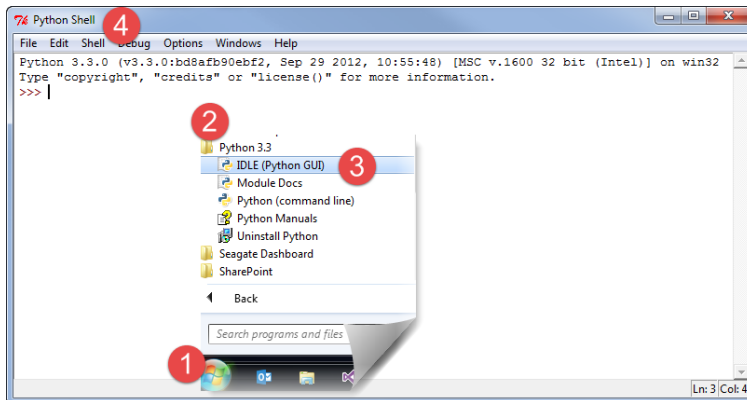 Python Shell
4
File Edit Shell Debug Options Windows Help
Python 3.3.0 (v3.3.0:bd8afb90ebf2, Sep 29 2012, 10:55:48) [MSC v.1600 32 bit (Intel)] on win32
Type "copyright", "credits" or "license()" for more information.
>>>
2
Python 3.3
IDLE (Python GUI)
3
Module Docs
Python (command line)
Python Manuals
Uninstall Python
Seagate Dashboard
SharePoint
Back
Search programs and files
1
Ln: 3 Col: 4